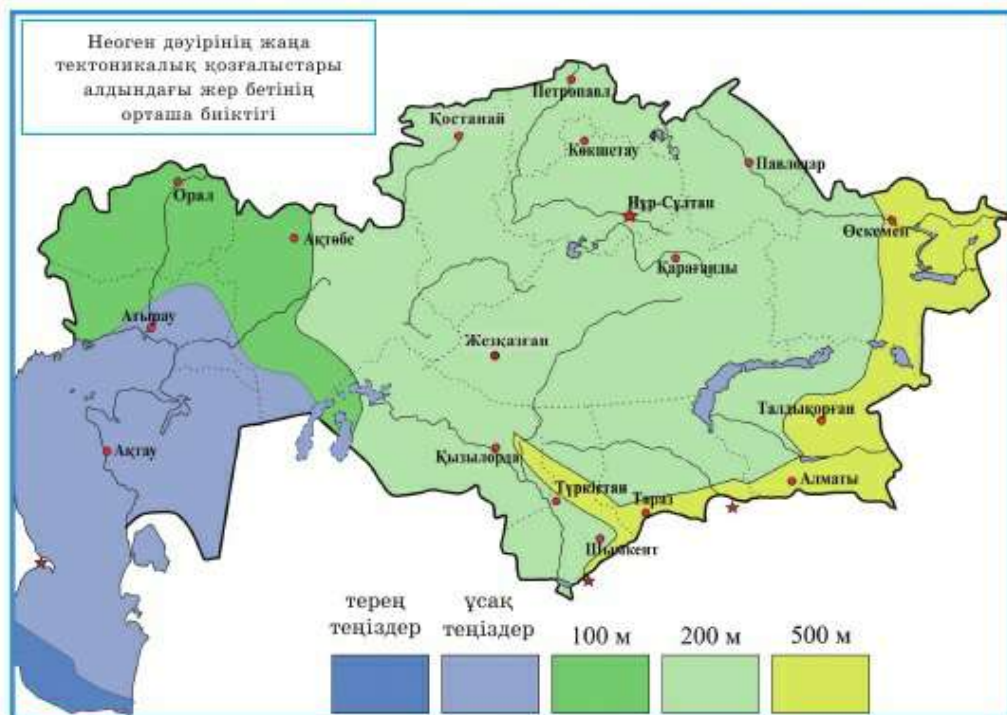 Неоген дәуірінің жаңа
тектоникалық қозғалыстары
алдындағы жер бетінің
орташа биіктігі
Петропавл
Қостанай
Көкшетау
Павлодар
Орал
Нұр-Сұлтан
Өскемен
Ақтөбе
Қарағанды
Атырау
Жезқазған
Талдықорған
Ақтау
Қызылорда
Түркістан
Тараз
Алматы
Шымкент
терең
теңіздер
ұсақ
теңіздер
100 м
200 м
500 м